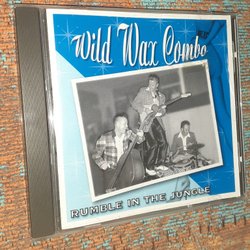 Wild Wax Combo
RUMBLE IN THE JUNGLE